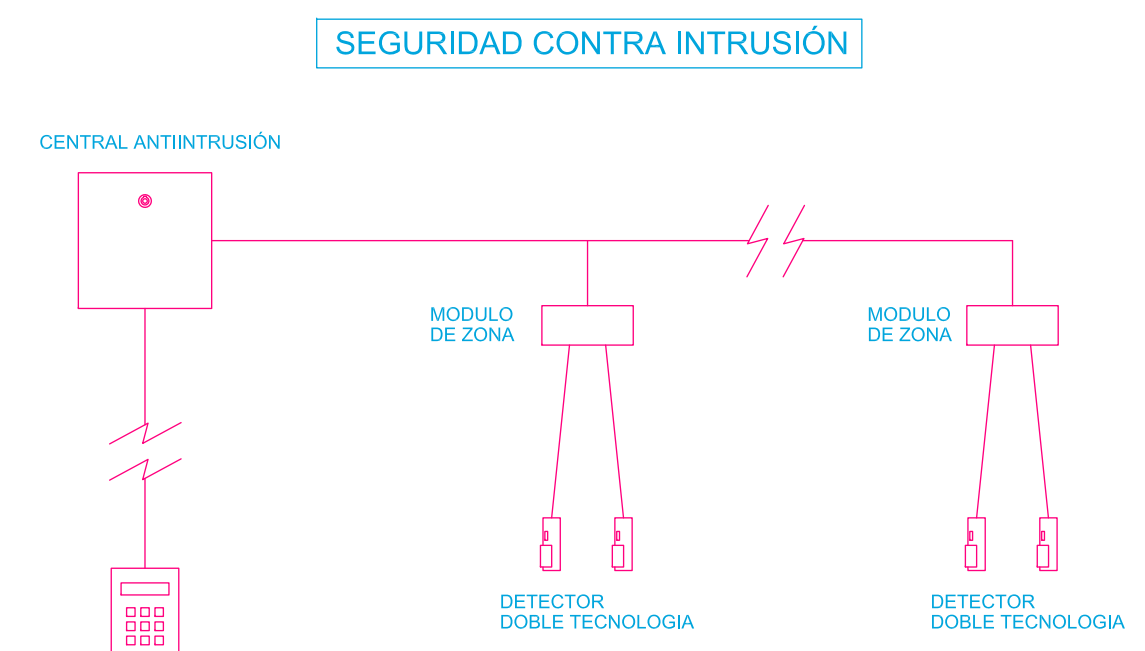 SEGURIDAD CONTRA INTRUSIÓN
CENTRAL ANTIINTRUSIÓN
MODULO
DE ZONA
MODULO
DE ZONA
DETECTOR
DOBLE TECNOLOGIA
DETECTOR
DOBLE TECNOLOGIA